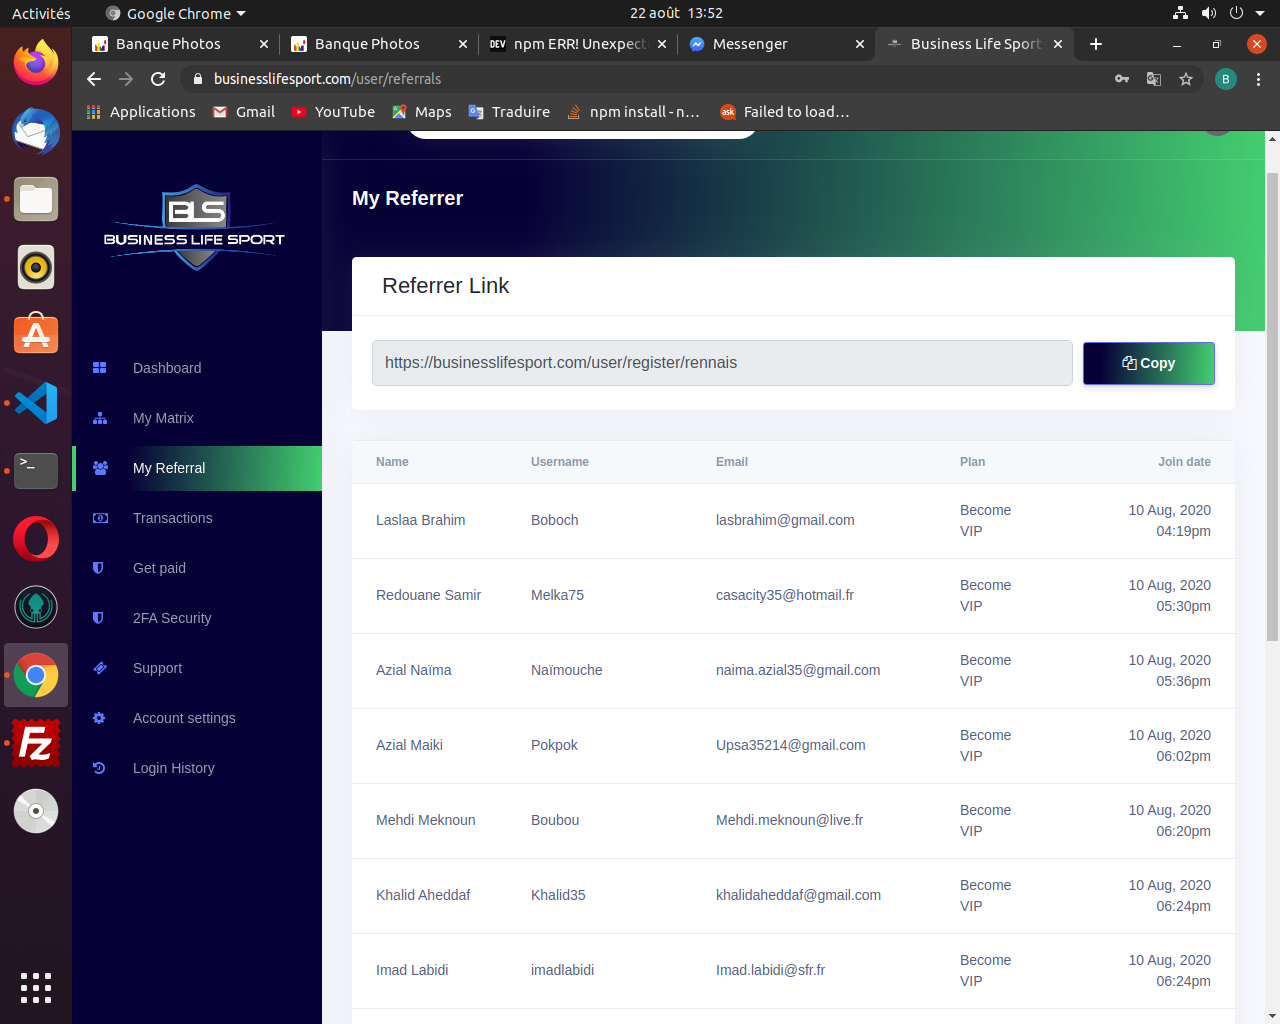 Activités
Google Chrome
22 août 13:52
Banque Photos
Banque Photos
DEV
npm ERR! Unexpect
Messenger
Business Life Sport
businesslifesport.com/user/referrals
B
Applications
Gmail
YouTube
Maps
Traduire
npm install - n...
ask
Failed to load...
BLS
BUSINESS LIFE SPORT
Dashboard
My Matrix
My Referral
Transactions
Get paid
2FA Security
Support
Account settings
Login History
My Referrer
Referrer Link
https://businesslifesport.com/user/register/rennais
Copy
Name Username Email Plan Join date
Laslaa Brahim Boboch lasbrahim@gmail.com Become VIP 10 Aug, 2020 04:19pm
Redouane Samir Melka75 casacity35@hotmail.fr Become VIP 10 Aug, 2020 05:30pm
Azial Naïma Naïmouche naima.azial35@gmail.com Become VIP 10 Aug, 2020 05:36pm
Azial Maiki Pokpok Upsa35214@gmail.com Become VIP 10 Aug, 2020 06:02pm
Mehdi Meknoun Boubou Mehdi.meknoun@live.fr Become VIP 10 Aug, 2020 06:20pm
Khalid Aheddaf Khalid35 khalidaheddaf@gmail.com Become VIP 10 Aug, 2020 06:24pm
Imad Labidi imadlabidi Imad.labidi@sfr.fr Become VIP 10 Aug, 2020 06:24pm